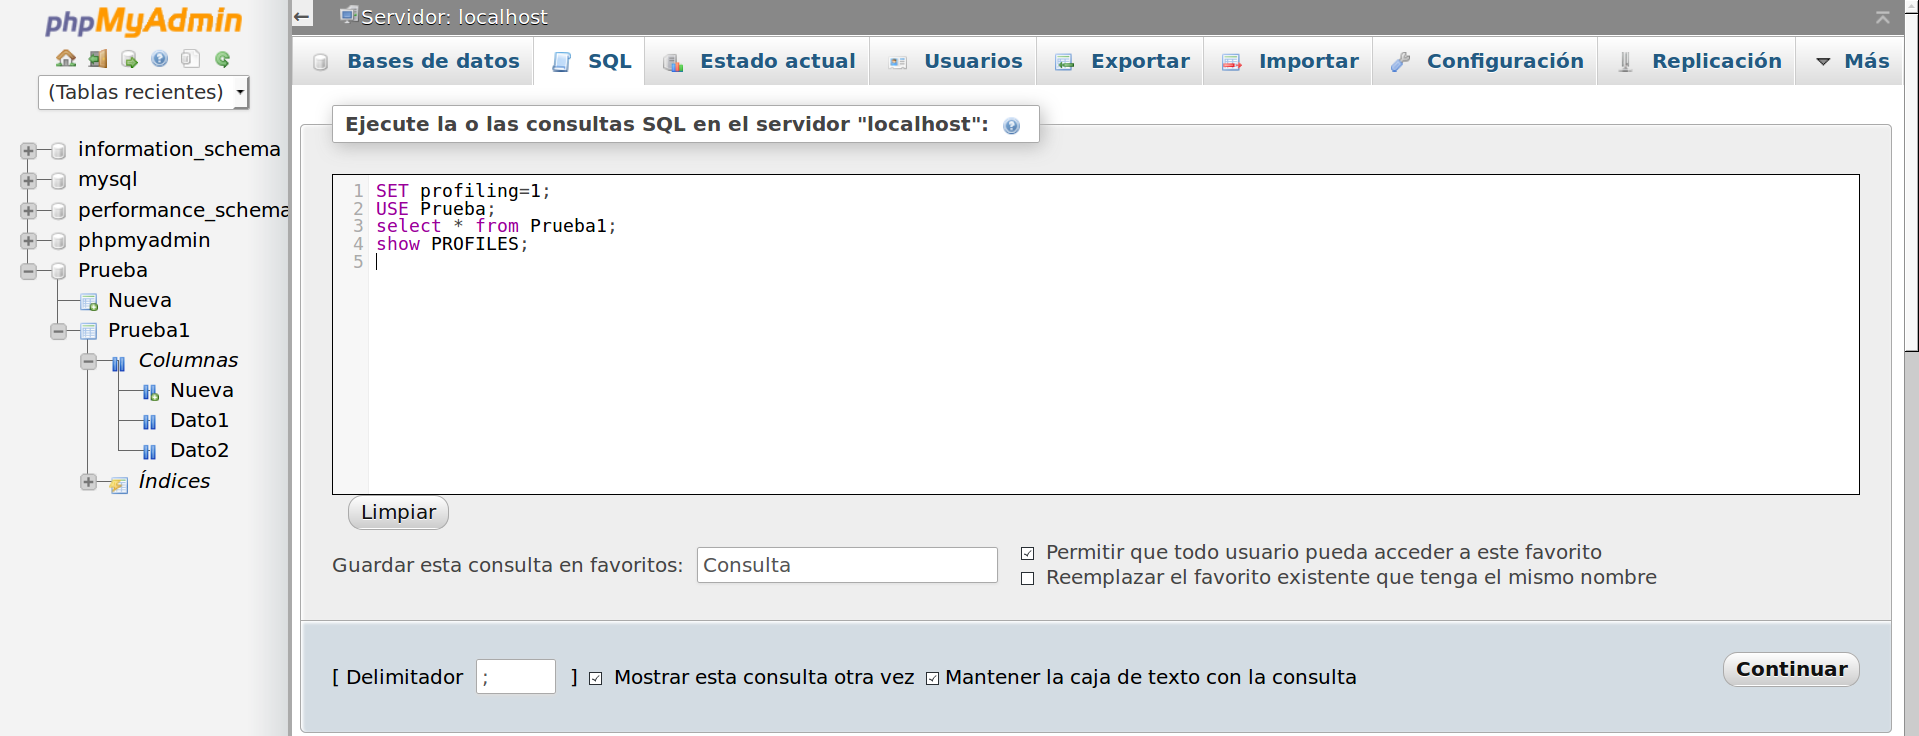 phpMyAdmin
(Tablas recientes)
information_schema
mysql
performance_schema
phpmyadmin
Prueba
Nueva
Prueba1
Columnas
Nueva
Dato1
Dato2
Índices
Servidor: localhost
Bases de datos SQL Estado actual Usuarios Exportar Importar Configuración Replicación Más
Ejecute la o las consultas SQL en el servidor "localhost":
1 SET profiling=1;
2 USE Prueba;
3 select * from Prueba1;
4 show PROFILES;
5
Limpiar
Guardar esta consulta en favoritos: Consulta
Permitir que todo usuario pueda acceder a este favorito
Reemplazar el favorito existente que tenga el mismo nombre
[ Delimitador ; ] Mostrar esta consulta otra vez Mantener la caja de texto con la consulta
Continuar